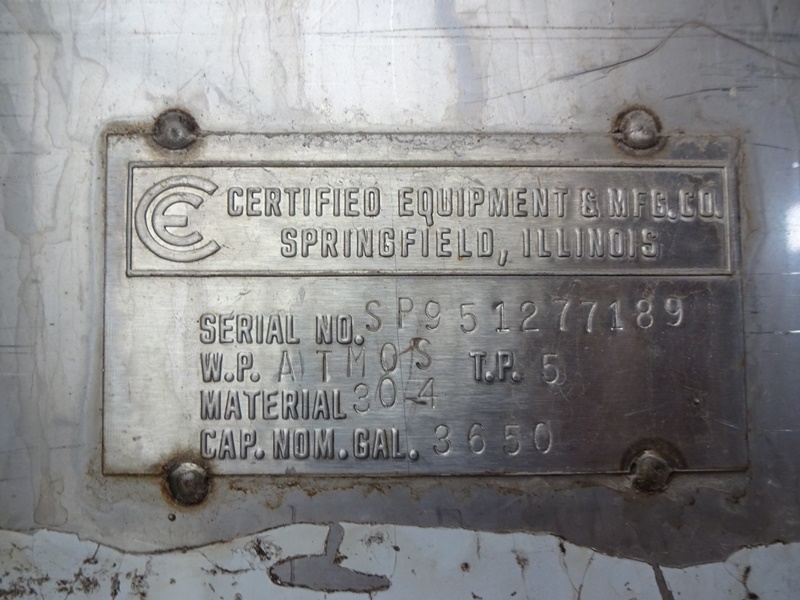 CE CERTIFIED EQUIPMENT & MFG.CO.
SPRINGFIELD, ILLINOIS
SERIAL NO. SP951277189
W.P. ATMOS T.P. 5
MATERIAL 304
CAP. NOM. GAL. 3650